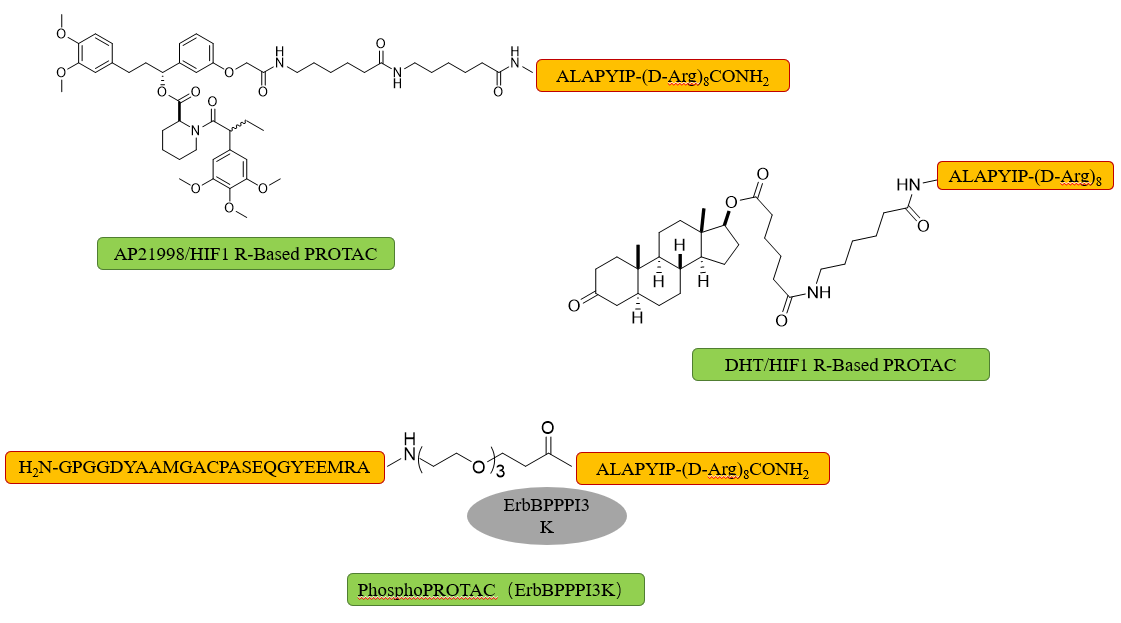 O
O
O
O
O
O
O
N
O
H
N
O
O
N
H
O
H
N
O
O
O
ALAPYIP-(D-Arg)₈CONH₂
AP21998/HIF1 R-Based PROTAC
O
O
O
H
H
H
H
O
NH
O
HN
ALAPYIP-(D-Arg)₈
DHT/HIF1 R-Based PROTAC
H₂N-GPGGDYAAMGACPASEQGYEEMRA
H
N
(
O
)₃
O
ALAPYIP-(D-Arg)₈CONH₂
ErbBPPPI3
K
PhosphoPROTAC（ErbBPPPI3K）